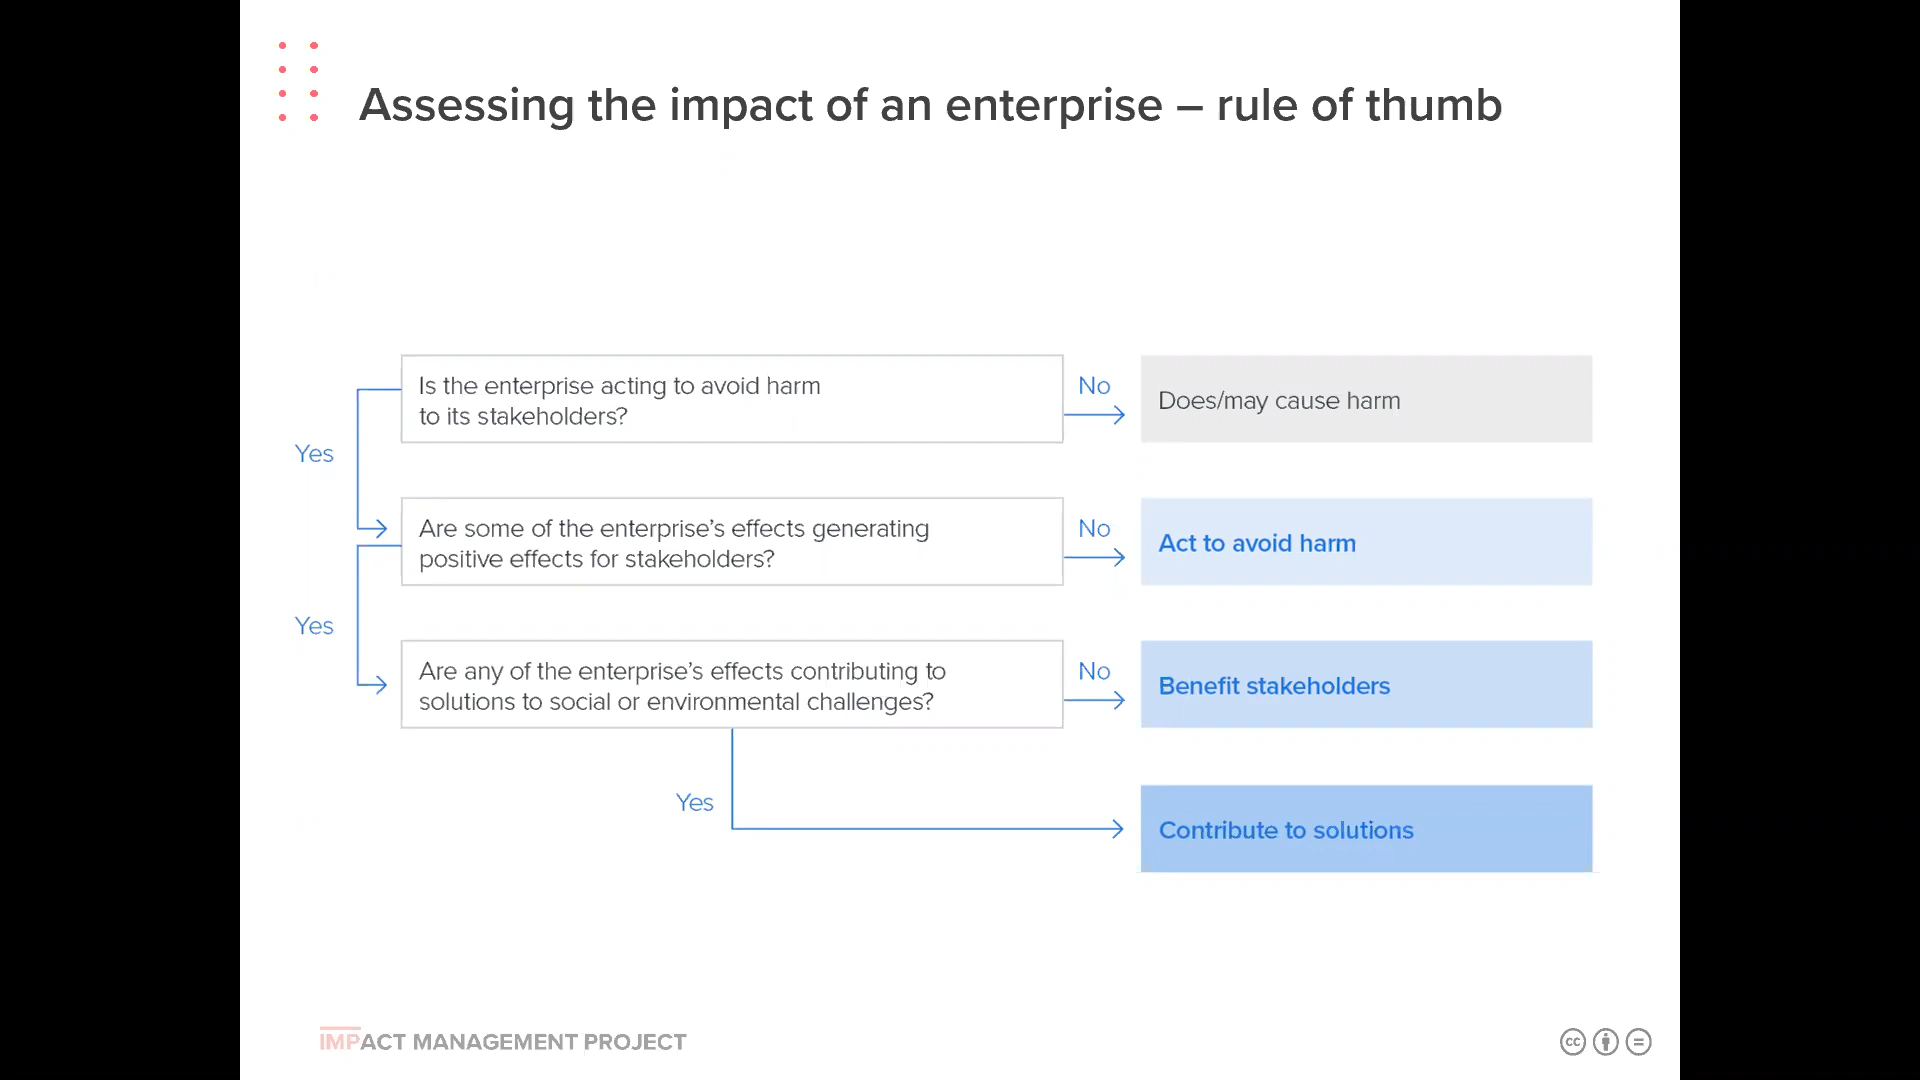 Assessing the impact of an enterprise – rule of thumb
Is the enterprise acting to avoid harm
to its stakeholders?
No
Does/may cause harm
Yes
Are some of the enterprise’s effects generating
positive effects for stakeholders?
No
Act to avoid harm
Yes
Are any of the enterprise’s effects contributing to
solutions to social or environmental challenges?
No
Benefit stakeholders
Yes
Contribute to solutions
IMPACT MANAGEMENT PROJECT
cc